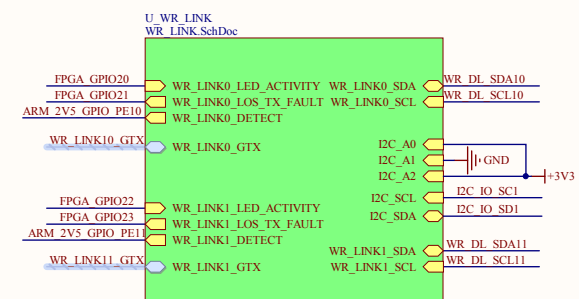 U_WR_LINK
WR_LINK.SchDoc
FPGA_GPIO20 WR_LINK0_LED_ACTIVITY WR_LINK0_SDA WR_DL_SDA10
FPGA_GPIO21 WR_LINK0_LOS_TX_FAULT WR_LINK0_SCL WR_DL_SCL10
ARM_2V5_GPIO_PE10 WR_LINK0_DETECT
WR_LINK10_GTX WR_LINK0_GTX I2C_A0
I2C_A1 GND
I2C_A2 +3V3
I2C_SCL I2C_IO_SC1
FPGA_GPIO22 WR_LINK1_LED_ACTIVITY I2C_SDA I2C_IO_SD1
FPGA_GPIO23 WR_LINK1_LOS_TX_FAULT
ARM_2V5_GPIO_PE11 WR_LINK1_DETECT WR_LINK1_SDA WR_DL_SDA11
WR_LINK11_GTX WR_LINK1_GTX WR_LINK1_SCL WR_DL_SCL11